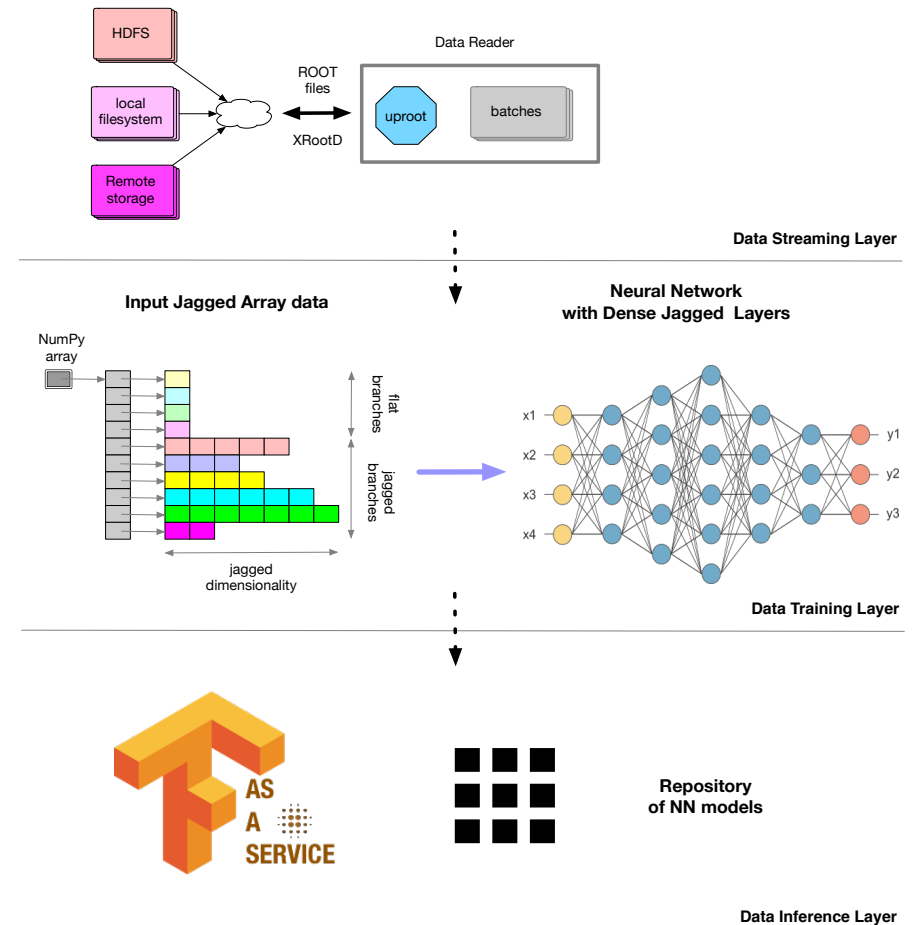 HDFS
Data Reader
ROOT
files
local
filesystem
uproot
batches
XRootD
Remote
storage
Data Streaming Layer
Input Jagged Array data
Neural Network
with Dense Jagged Layers
NumPy
array
flat
branches
jagged
branches
x1
x2
x3
x4
y1
y2
y3
jagged
dimensionality
Data Training Layer
AS
A
SERVICE
Repository
of NN models
Data Inference Layer